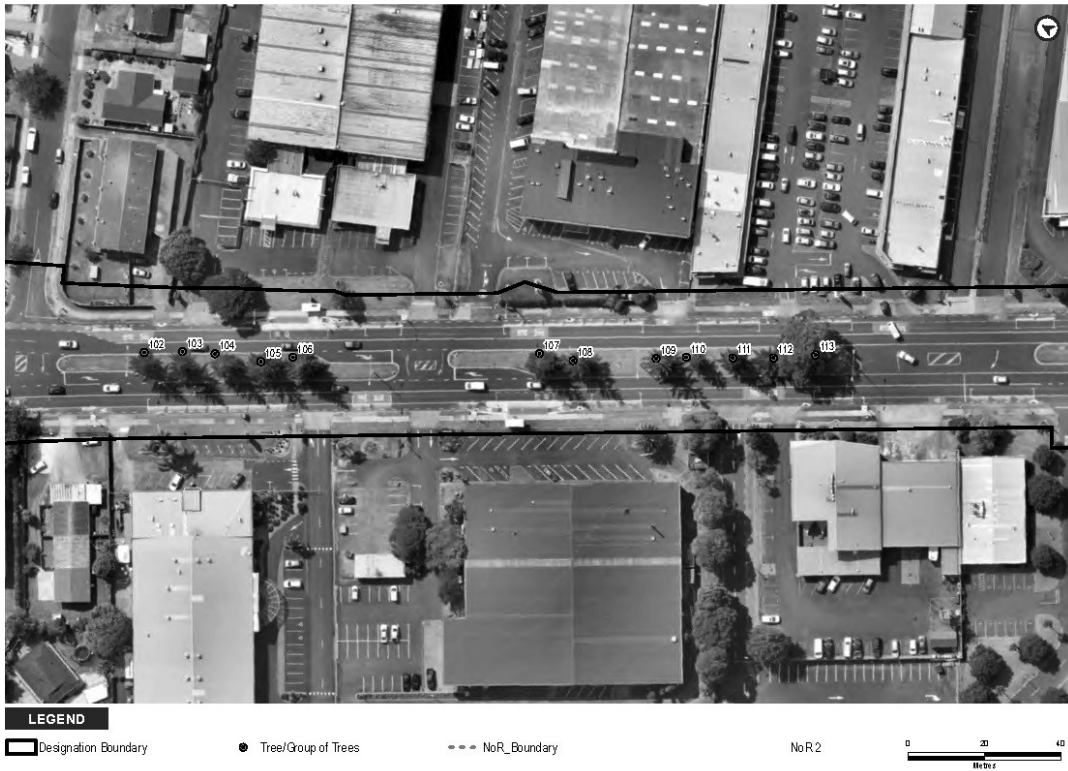 102 103 104 105 106 107 108 109 110 111 112 113
LEGEND
Designation Boundary
Tree/Group of Trees
NoR_Boundary
NoR 2
0 20 40
Metres